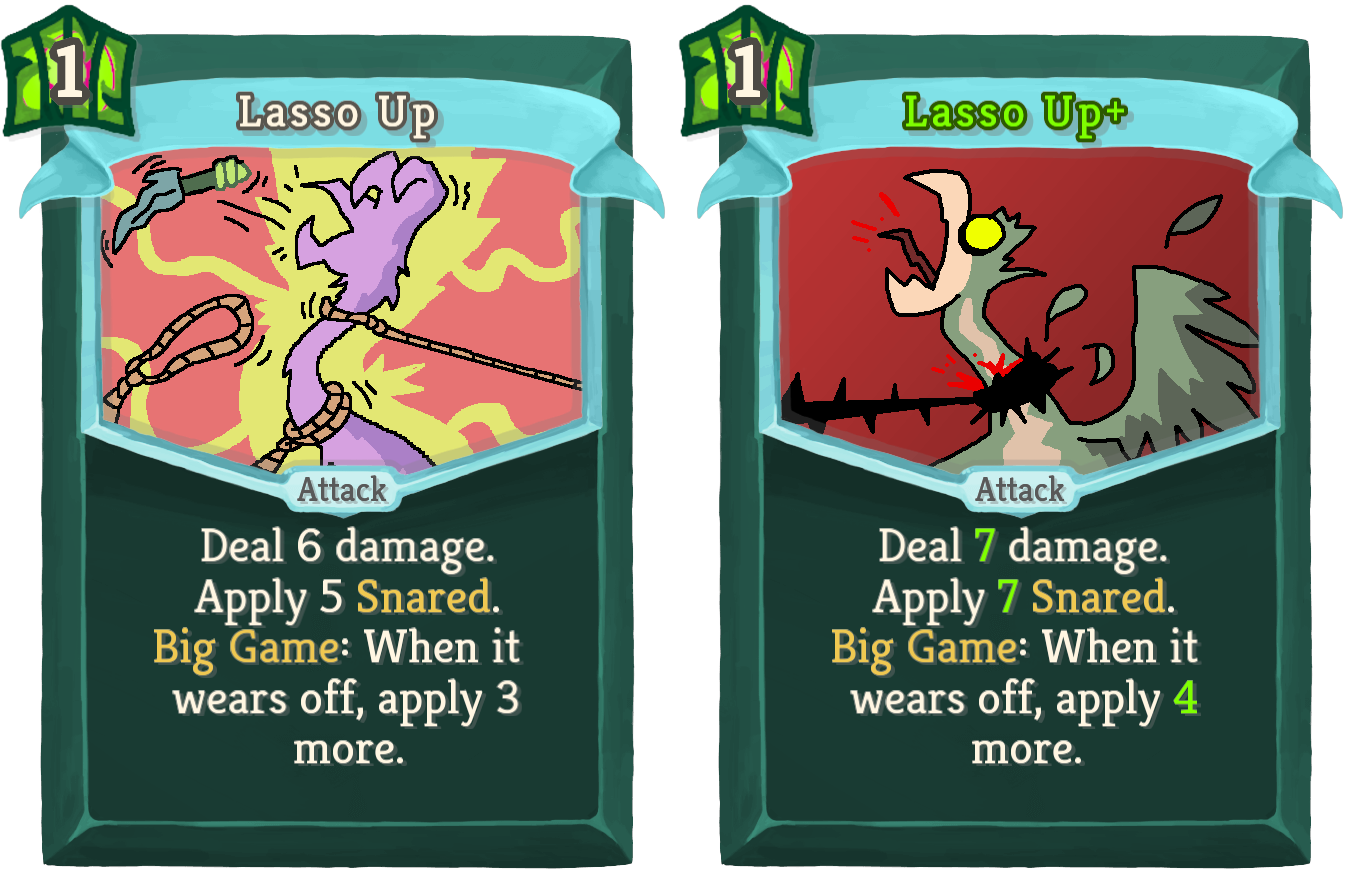 1
Lasso Up
Attack
Deal 6 damage.
Apply 5 Snared.
Big Game: When it
wears off, apply 3
more.
1
Lasso Up+
Attack
Deal 7 damage.
Apply 7 Snared.
Big Game: When it
wears off, apply 4
more.